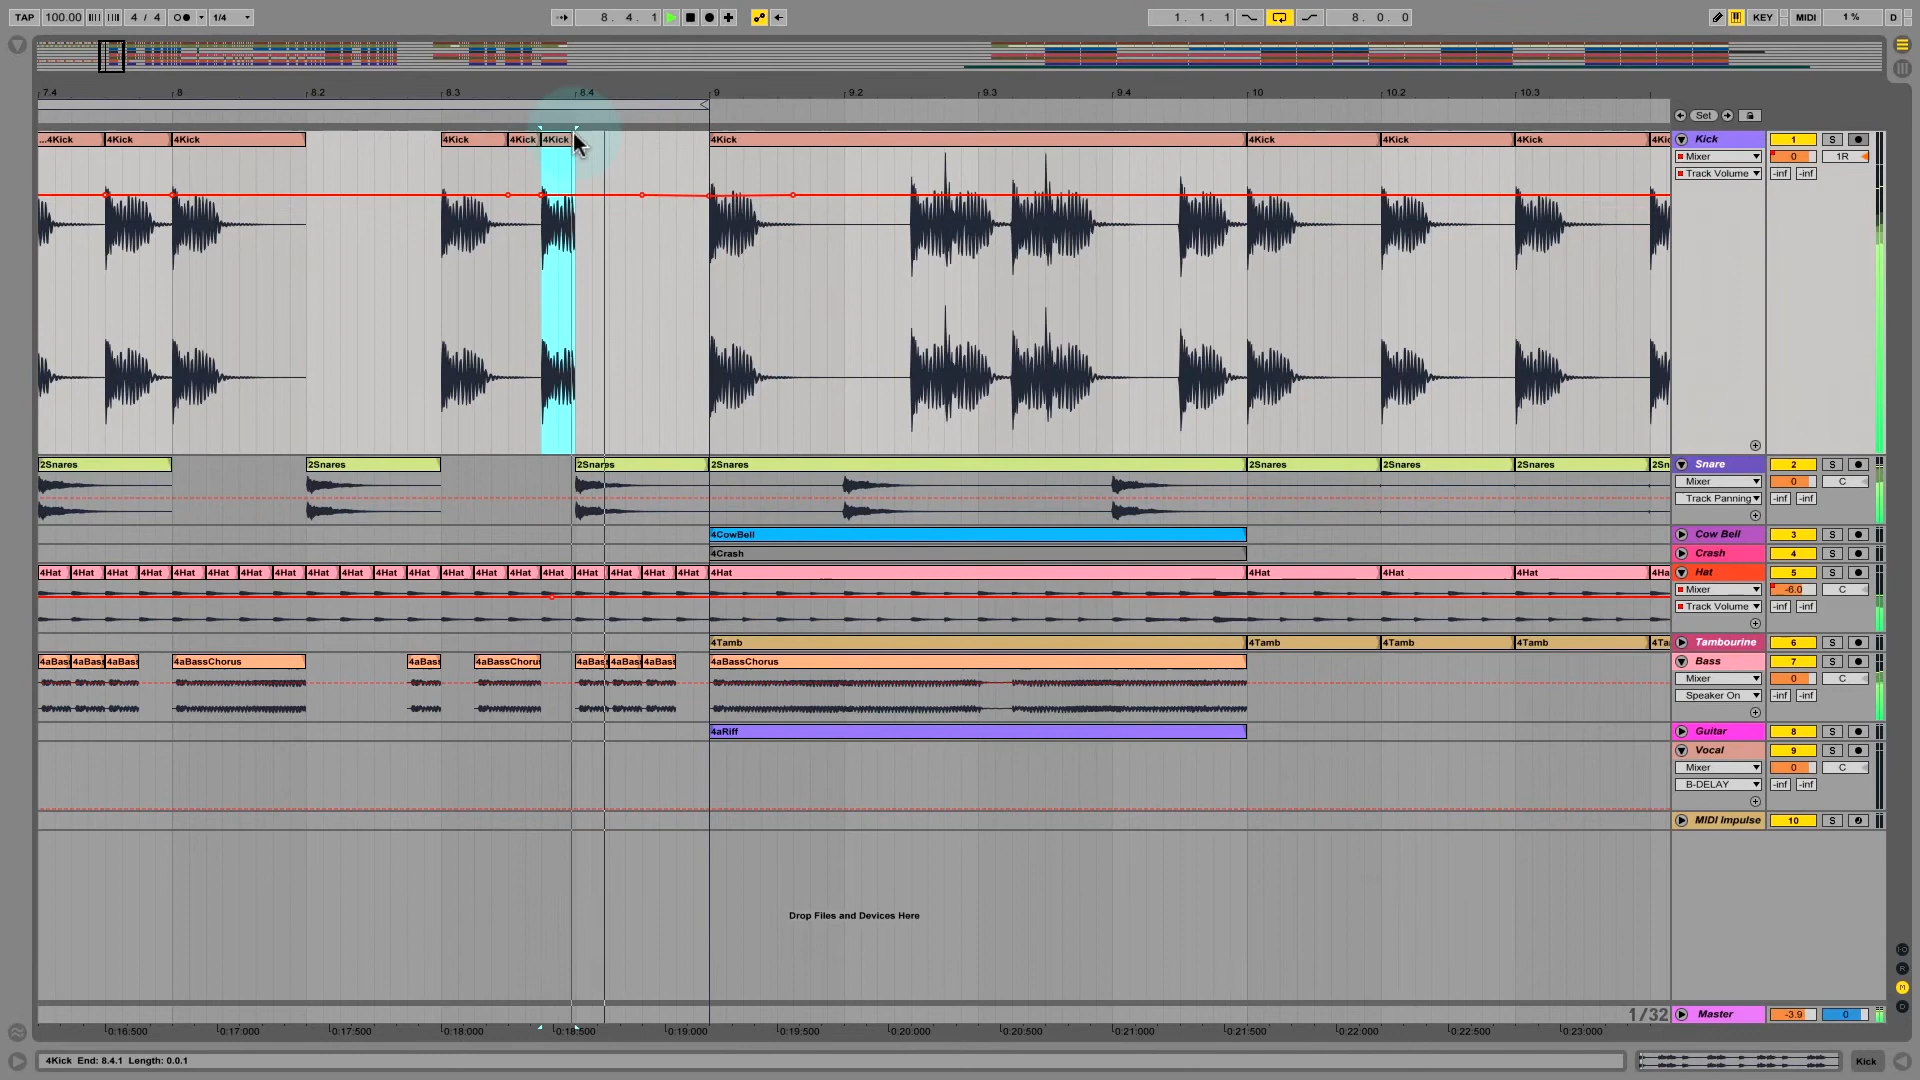 TAP 100.00 4 / 4 1/4 8. 4. 1 1. 1. 1 8. 0. 0 KEY MIDI 1 % D
7.4 8 8.2 8.3 8.4 9 9.2 9.3 9.4 10 10.2 10.3
Set
...4Kick 4Kick 4Kick 4Kick 4Kick 4Kick 4Kick 4Kick 4Kick 4Kick Kick 1 S
Mixer 0 1R
Track Volume -inf -inf
2Snares 2Snares 2Snares 2Snares 2Snares 2Snares 2Snares Snare 2 S
Mixer 0 C
Track Panning -inf -inf
4CowBell Cow Bell 3 S
4Crash Crash 4 S
4Hat 4Hat 4Hat 4Hat 4Hat 4Hat 4Hat 4Hat 4Hat 4Hat 4Hat 4Hat 4Hat 4Hat 4Hat 4Hat 4Hat 4Hat 4Hat 4Hat 4Hat 4Hat 4Hat 4Hat Hat 5 S
Mixer -6.0 C
Track Volume -inf -inf
4Tamb 4Tamb 4Tamb 4Tamb Tambourine 6 S
4aBas 4aBas 4aBas 4aBassChorus 4aBas 4aBassChoru 4aBas 4aBas 4aBas 4aBassChorus Bass 7 S
Mixer 0 C
Speaker On -inf -inf
4aRiff Guitar 8 S
Vocal 9 S
Mixer 0 C
B-DELAY -inf -inf
MIDI Impulse 10 S
Drop Files and Devices Here
1/32 Master -3.9 0
0:16:500 0:17:000 0:17:500 0:18:000 0:18:500 0:19:000 0:19:500 0:20:000 0:20:500 0:21:000 0:21:500 0:22:000 0:22:500 0:23:000
4Kick End: 8.4.1 Length: 0.0.1 Kick